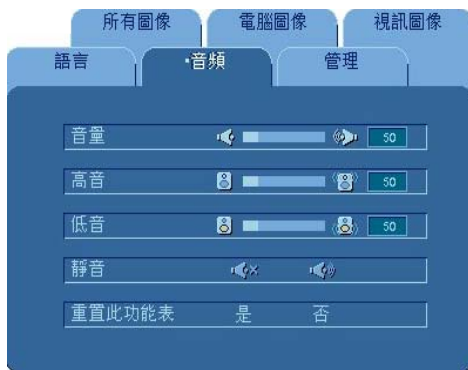 所有圖像 電腦圖像 視訊圖像
語言 ·音頻 管理
音量 50
高音 50
低音 50
靜音
重置此功能表 是 否